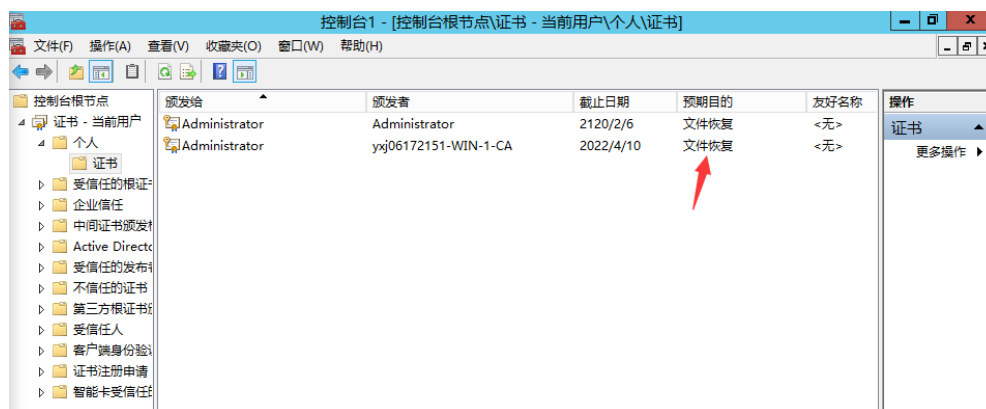 控制台1 - [控制台根节点\证书 - 当前用户\个人\证书]
文件(F) 操作(A) 查看(V) 收藏夹(O) 窗口(W) 帮助(H)
控制台根节点
证书 - 当前用户
个人
证书
受信任的根证
企业信任
中间证书颁发
Active Directo
受信任的发布
不信任的证书
第三方根证书
受信任人
客户端身份验
证书注册申请
智能卡受信任
颁发给 颁发者 截止日期 预期目的 友好名称
Administrator Administrator 2120/2/6 文件恢复 <无>
Administrator yxj06172151-WIN-1-CA 2022/4/10 文件恢复 <无>
操作
证书
更多操作